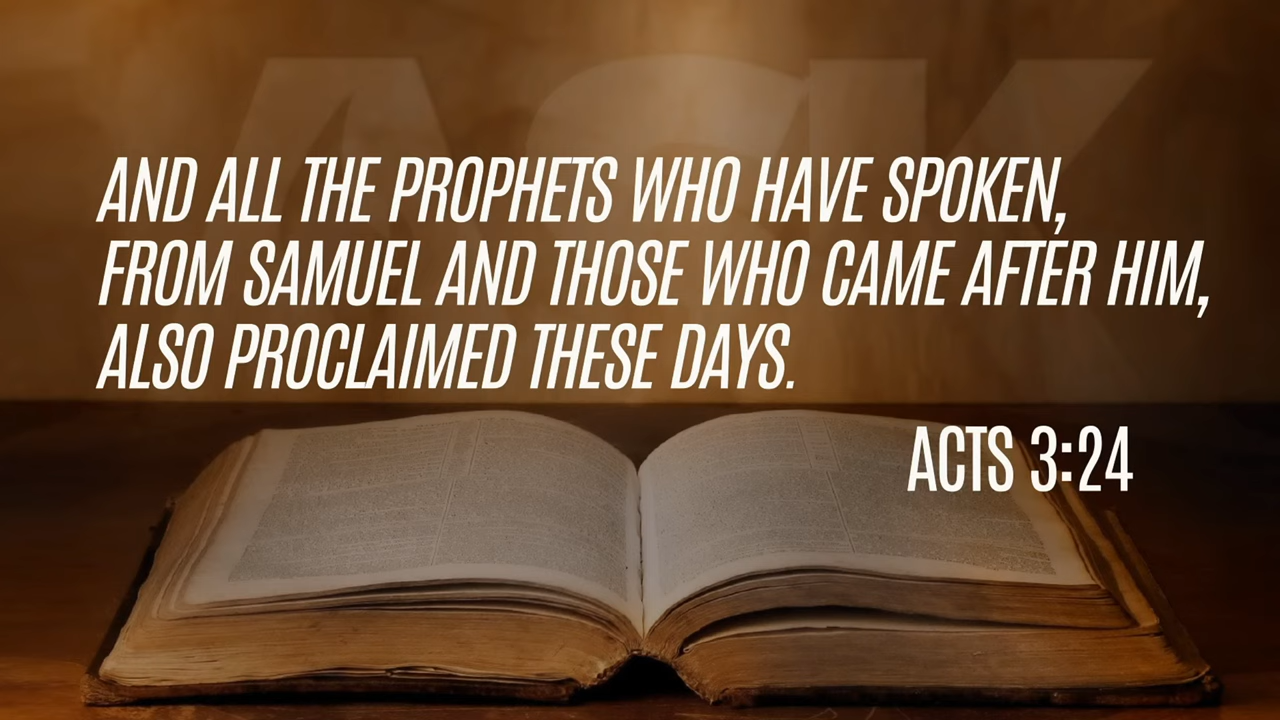 ASK
AND ALL THE PROPHETS WHO HAVE SPOKEN,
FROM SAMUEL AND THOSE WHO CAME AFTER HIM,
ALSO PROCLAIMED THESE DAYS.
ACTS 3:24